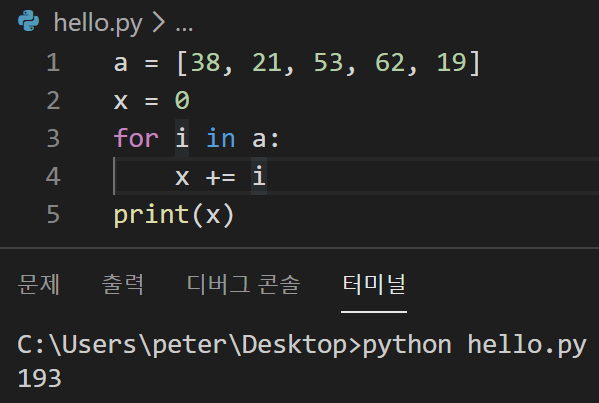 hello.py > ...
1 a = [38, 21, 53, 62, 19]
2 x = 0
3 for i in a:
4     x += i
5 print(x)
문제 출력 디버그 콘솔 터미널
C:\Users\peter\Desktop>python hello.py
193